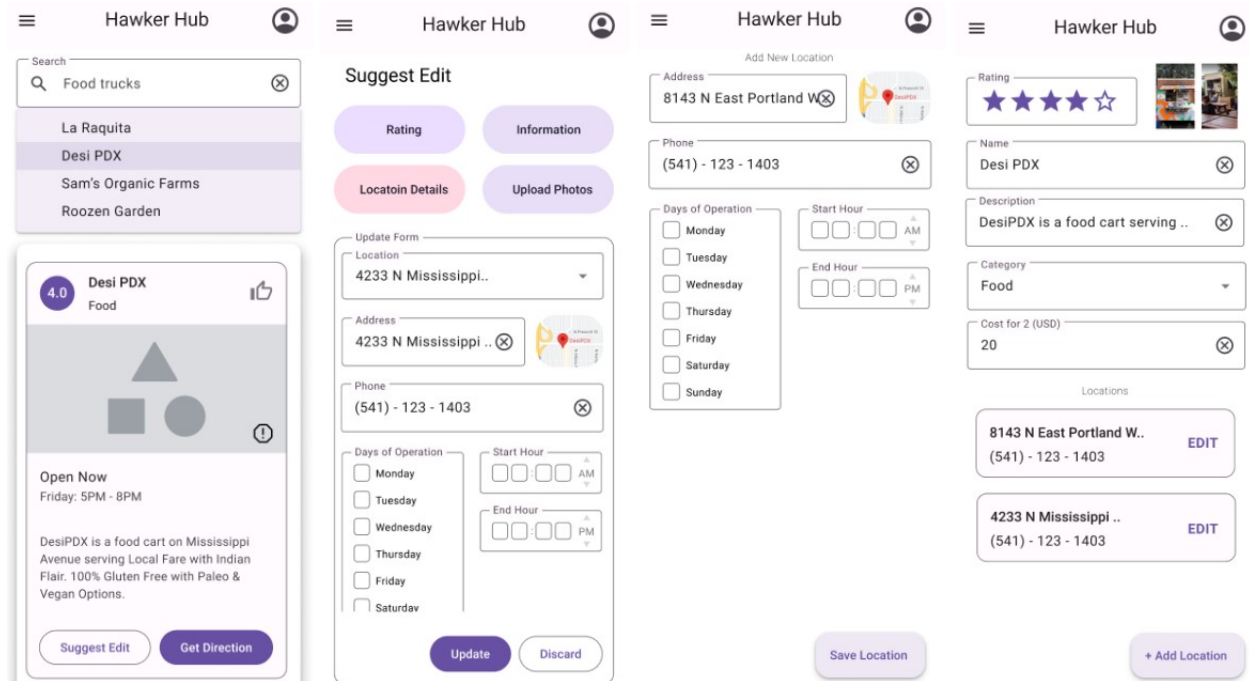 Hawker Hub
Search
Food trucks
La Raquita
Desi PDX
Sam's Organic Farms
Roozen Garden
4.0
Desi PDX
Food
Open Now
Friday: 5PM - 8PM
DesiPDX is a food cart on Mississippi
Avenue serving Local Fare with Indian
Flair. 100% Gluten Free with Paleo &
Vegan Options.
Suggest Edit
Get Direction
Hawker Hub
Suggest Edit
Rating
Information
Locatoin Details
Upload Photos
Update Form
Location
4233 N Mississippi..
Address
4233 N Mississippi ..
DesiPDX
Phone
(541) - 123 - 1403
Days of Operation
Monday
Tuesday
Wednesday
Thursday
Friday
Saturday
Start Hour
: AM
End Hour
: PM
Update
Discard
Hawker Hub
Add New Location
Address
8143 N East Portland W
DesiPDX
Phone
(541) - 123 - 1403
Days of Operation
Monday
Tuesday
Wednesday
Thursday
Friday
Saturday
Sunday
Start Hour
: AM
End Hour
: PM
Save Location
Hawker Hub
Rating
Name
Desi PDX
Description
DesiPDX is a food cart serving ..
Category
Food
Cost for 2 (USD)
20
Locations
8143 N East Portland W..
(541) - 123 - 1403
EDIT
4233 N Mississippi ..
(541) - 123 - 1403
EDIT
+ Add Location